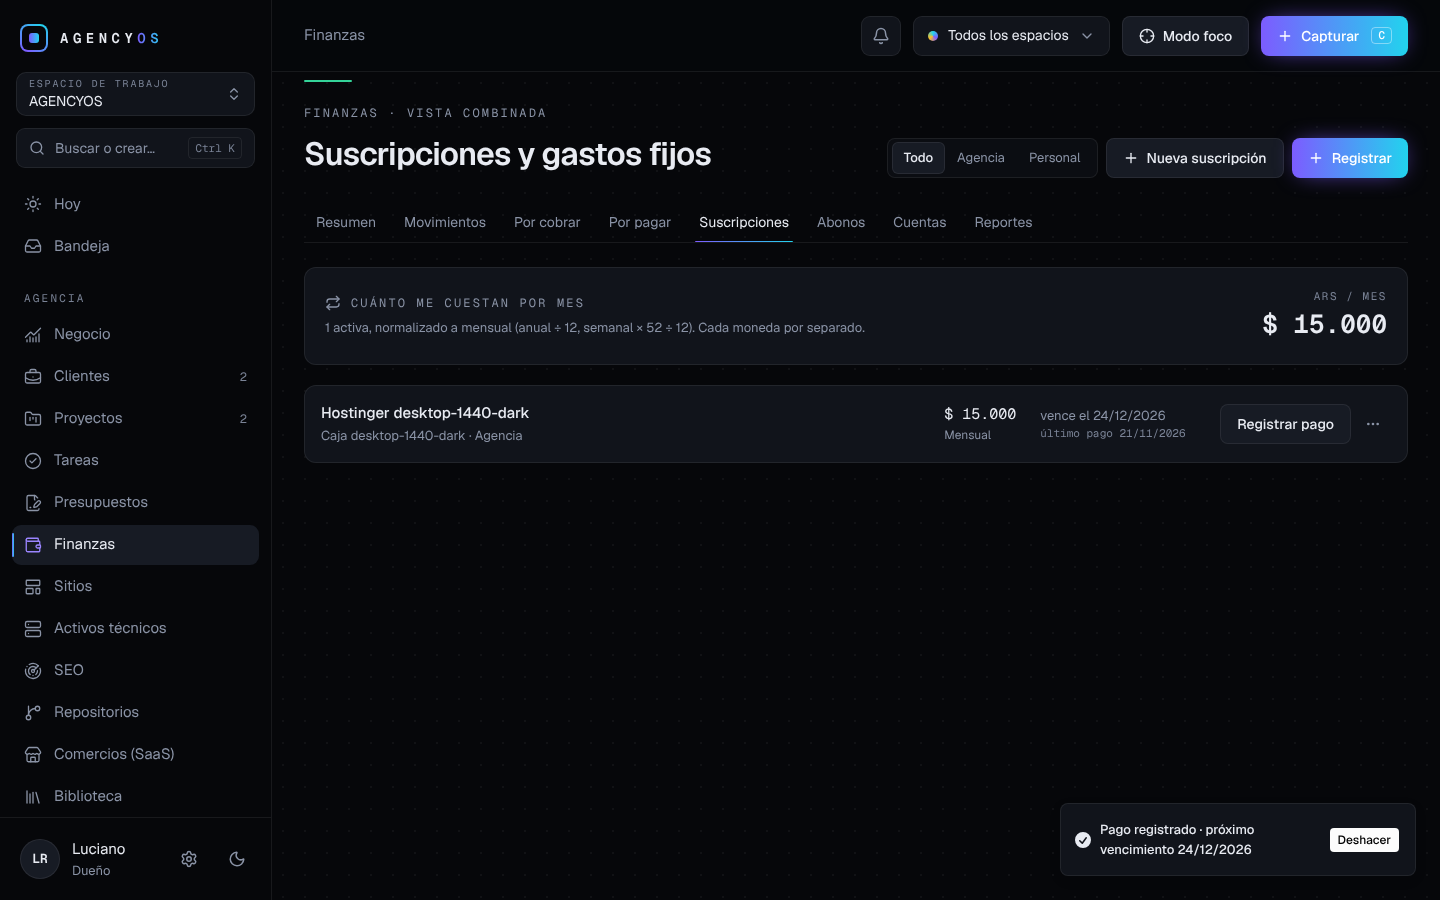 AGENCYOS
ESPACIO DE TRABAJO
AGENCYOS
Buscar o crear... Ctrl K
Hoy
Bandeja
AGENCIA
Negocio
Clientes 2
Proyectos 2
Tareas
Presupuestos
Finanzas
Sitios
Activos técnicos
SEO
Repositorios
Comercios (SaaS)
Biblioteca
LR
Luciano
Dueño
Finanzas
Todos los espacios
Modo foco
Capturar C
FINANZAS · VISTA COMBINADA
Suscripciones y gastos fijos
Todo Agencia Personal
Nueva suscripción
Registrar
Resumen Movimientos Por cobrar Por pagar Suscripciones Abonos Cuentas Reportes
CUÁNTO ME CUESTAN POR MES
1 activa, normalizado a mensual (anual ÷ 12, semanal × 52 ÷ 12). Cada moneda por separado.
ARS / MES
$ 15.000
Hostinger desktop-1440-dark
Caja desktop-1440-dark · Agencia
$ 15.000
Mensual
vence el 24/12/2026
último pago 21/11/2026
Registrar pago
Pago registrado · próximo
vencimiento 24/12/2026
Deshacer